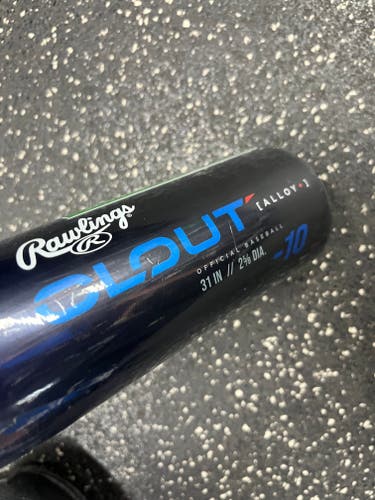 Rawlings
R
CLOUT [ALLOY+]
OFFICIAL BASEBALL
31 IN // 2⅝ DIA. -10